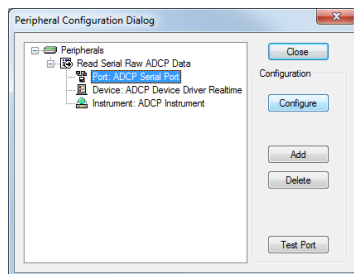 Peripheral Configuration Dialog
Peripherals
Close
Read Serial Raw ADCP Data
Configuration
Port: ADCP Serial Port
Device: ADCP Device Driver Realtime
Instrument: ADCP Instrument
Configure
Add
Delete
Test Port